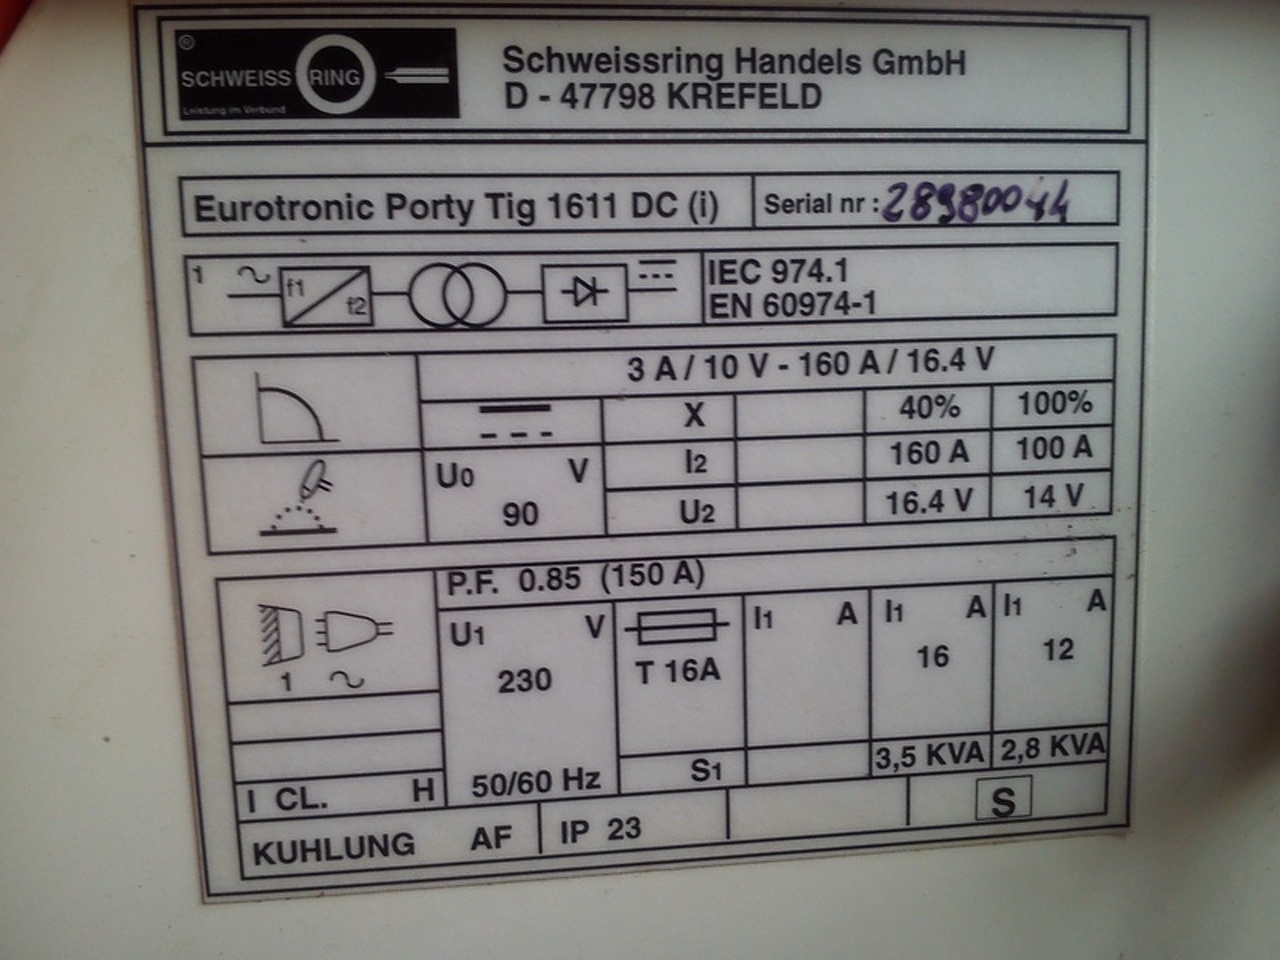 ®
SCHWEISS RING
Leistung im Verbund
Schweissring Handels GmbH
D - 47798 KREFELD
Eurotronic Porty Tig 1611 DC (i)
Serial nr : 28980044
1 f1 f2
IEC 974.1
EN 60974-1
3 A / 10 V - 160 A / 16.4 V
X 40% 100%
U0 V I2 160 A 100 A
90 U2 16.4 V 14 V
P.F. 0.85 (150 A)
U1 V I1 A I1 A I1 A
230 T 16A 16 12
1
50/60 Hz S1 3,5 KVA 2,8 KVA
I CL. H
KUHLUNG AF IP 23 S